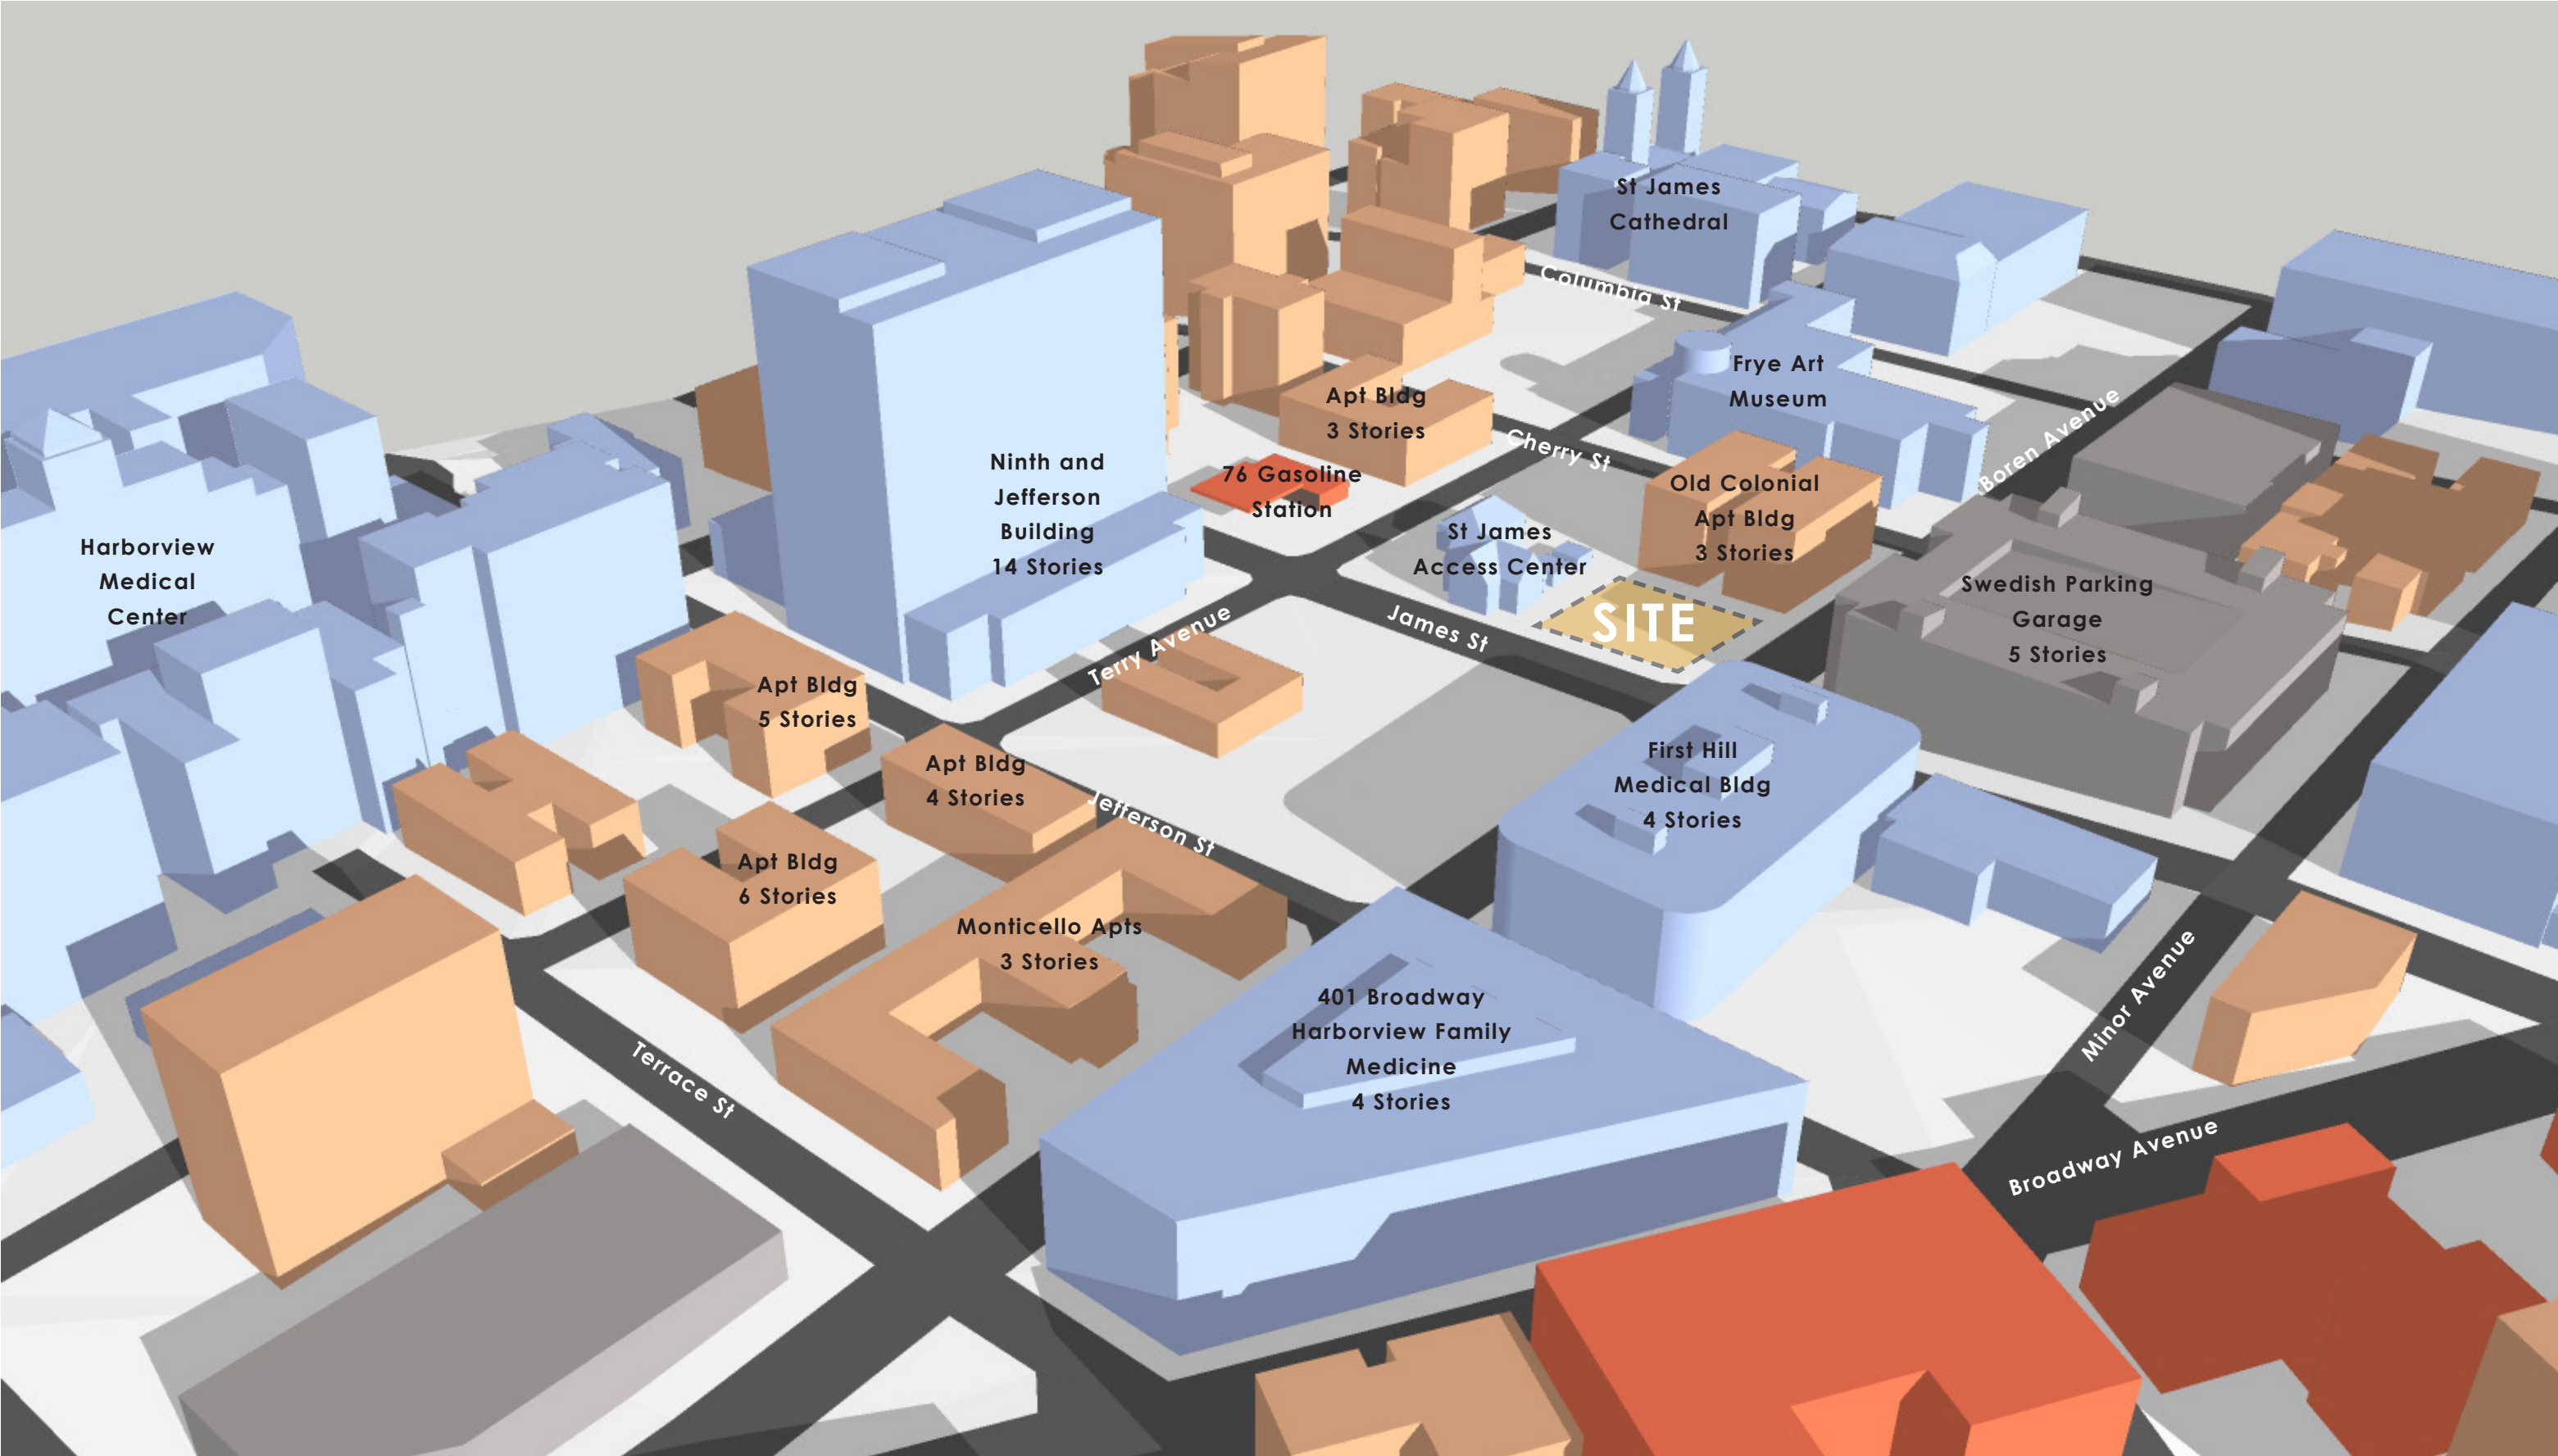 St James
Cathedral
Columbia St
Frye Art
Museum
Boren Avenue
Apt Bldg
3 Stories
Cherry St
76 Gasoline
Station
Ninth and
Jefferson
Building
14 Stories
Old Colonial
Apt Bldg
3 Stories
St James
Access Center
Harborview
Medical
Center
SITE
Swedish Parking
Garage
5 Stories
James St
Terry Avenue
Apt Bldg
5 Stories
Apt Bldg
4 Stories
First Hill
Medical Bldg
4 Stories
Jefferson St
Apt Bldg
6 Stories
Monticello Apts
3 Stories
401 Broadway
Harborview Family
Medicine
4 Stories
Minor Avenue
Terrace St
Broadway Avenue